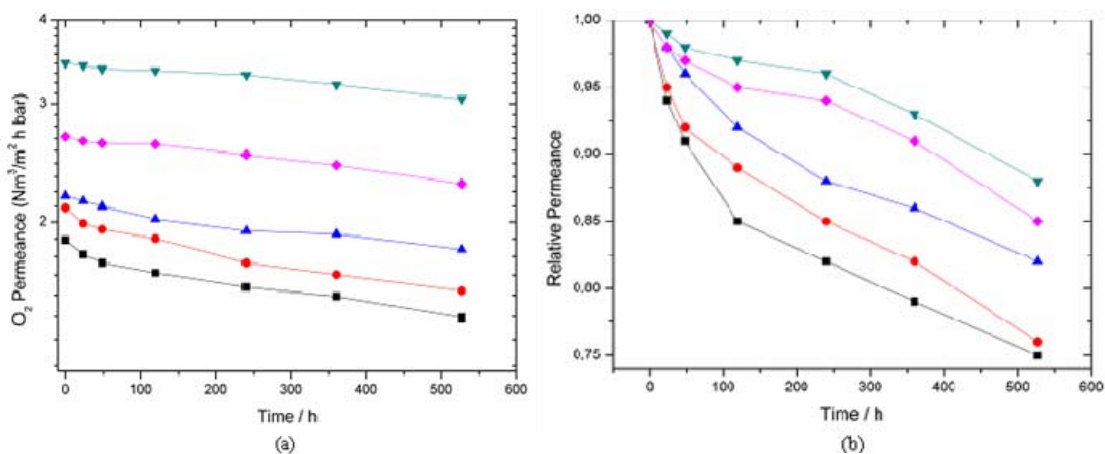 4
3
2
O₂ Permeance (Nm³/m² h bar)
0 100 200 300 400 500 600
Time / h
(a)
1,00
0,95
0,90
0,85
0,80
0,75
Relative Permeance
0 100 200 300 400 500 600
Time / h
(b)